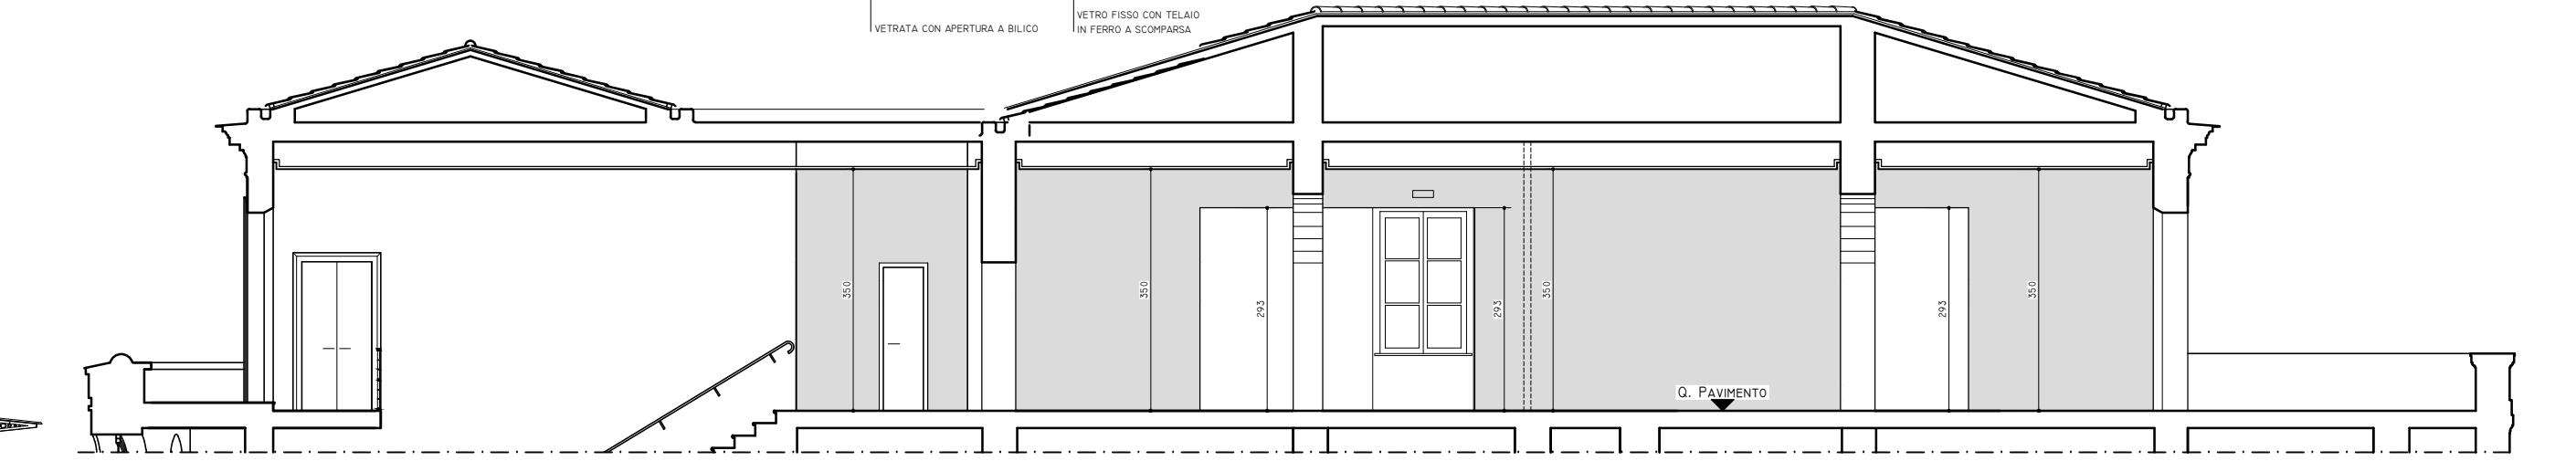 VETRATA CON APERTURA A BILICO
VETRO FISSO CON TELAIO
IN FERRO A SCOMPARSA
350
350
293
293
350
293
350
Q. PAVIMENTO